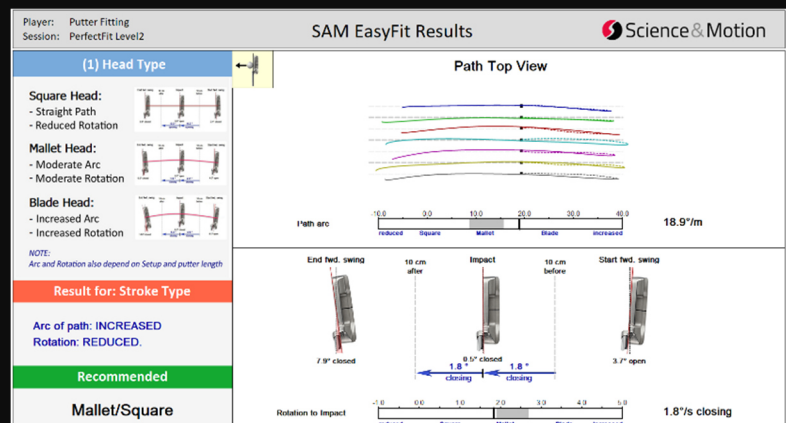 Player: Putter Fitting
Session: PerfectFit Level2
SAM EasyFit Results
Science&Motion
(1) Head Type
Square Head:
- Straight Path
- Reduced Rotation
Mallet Head:
- Moderate Arc
- Moderate Rotation
Blade Head:
- Increased Arc
- Increased Rotation
NOTE:
Arc and Rotation also depend on Setup and putter length
Result for: Stroke Type
Arc of path: INCREASED
Rotation: REDUCED.
Recommended
Mallet/Square
Path Top View
-10.0 0.0 10.0 20.0 30.0 40.0
Path arc
18.9°/m
reduced Square Mallet Blade increased
End fwd. swing 10 cm after Impact 10 cm before Start fwd. swing
7.9° closed 0.5° closed 3.7° open
1.8 ° closing 1.8 ° closing
-1.0 0.0 1.0 2.0 3.0 4.0 5.0
Rotation to Impact
1.8°/s closing